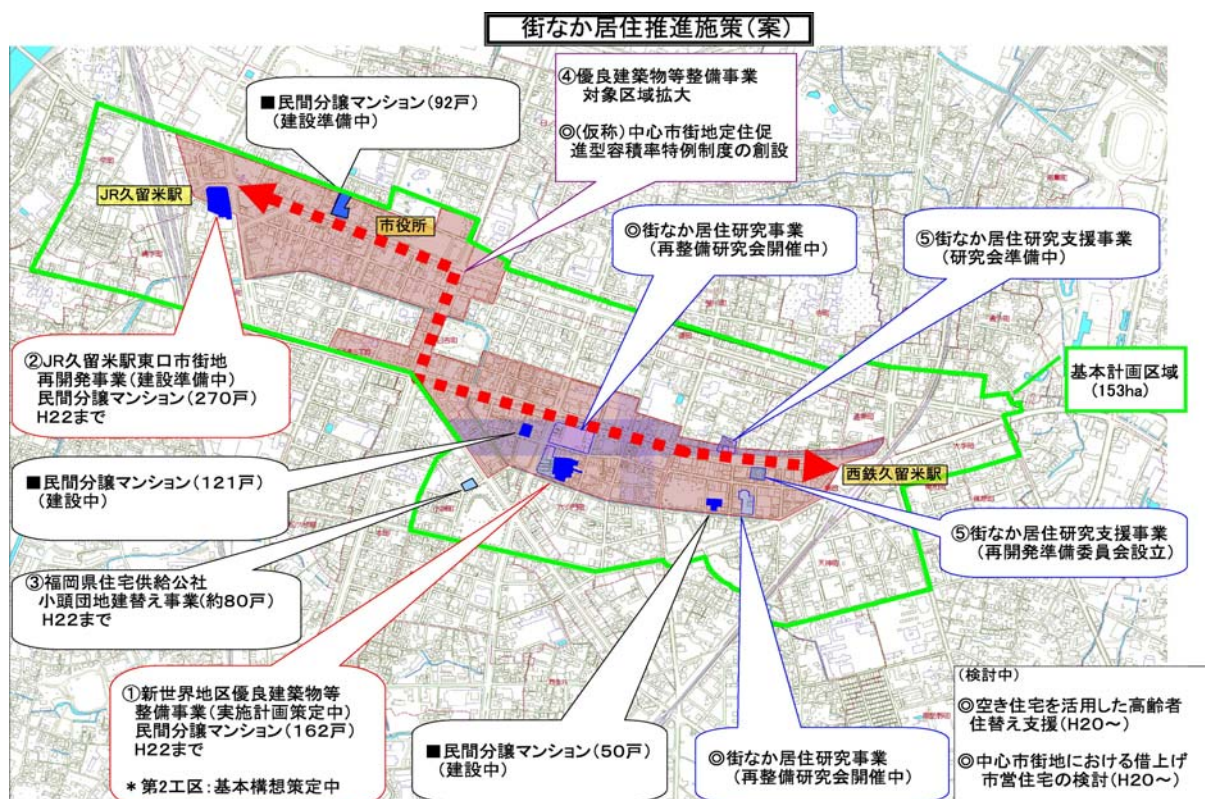 街なか居住推進施策(案)
■民間分譲マンション(92戸)
(建設準備中)
④優良建築物等整備事業
対象区域拡大
◎(仮称)中心市街地定住促
進型容積率特例制度の創設
JR久留米駅
市役所
◎街なか居住研究事業
(再整備研究会開催中)
⑤街なか居住研究支援事業
(研究会準備中)
②JR久留米駅東口市街地
再開発事業(建設準備中)
民間分譲マンション(270戸)
H22まで
基本計画区域
(153ha)
■民間分譲マンション(121戸)
(建設中)
西鉄久留米駅
⑤街なか居住研究支援事業
(再開発準備委員会設立)
③福岡県住宅供給公社
小頭団地建替え事業(約80戸)
H22まで
①新世界地区優良建築物等
整備事業(実施計画策定中)
民間分譲マンション(162戸)
H22まで
*第2工区:基本構想策定中
■民間分譲マンション(50戸)
(建設中)
◎街なか居住研究事業
(再整備研究会開催中)
(検討中)
◎空き住宅を活用した高齢者
住替え支援(H20~)
◎中心市街地における借上げ
市営住宅の検討(H20~)